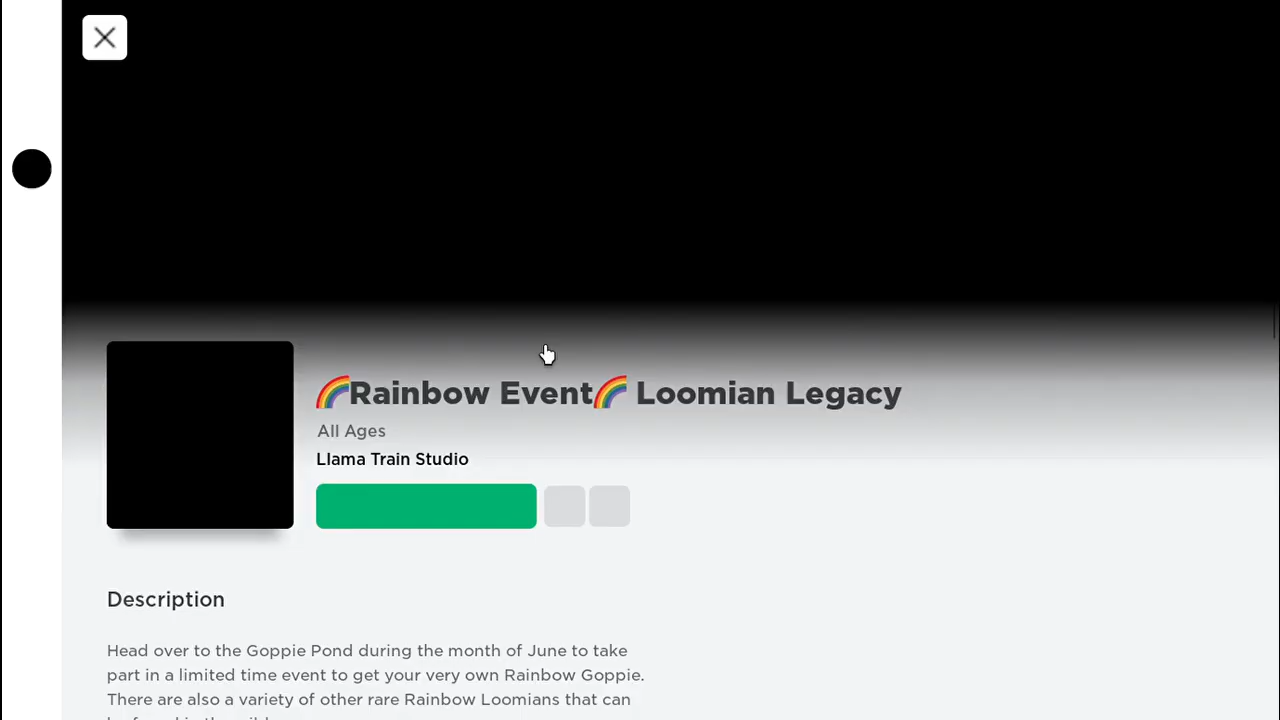 🌈Rainbow Event🌈 Loomian Legacy
All Ages
Llama Train Studio
Description
Head over to the Goppie Pond during the month of June to take
part in a limited time event to get your very own Rainbow Goppie.
There are also a variety of other rare Rainbow Loomians that can